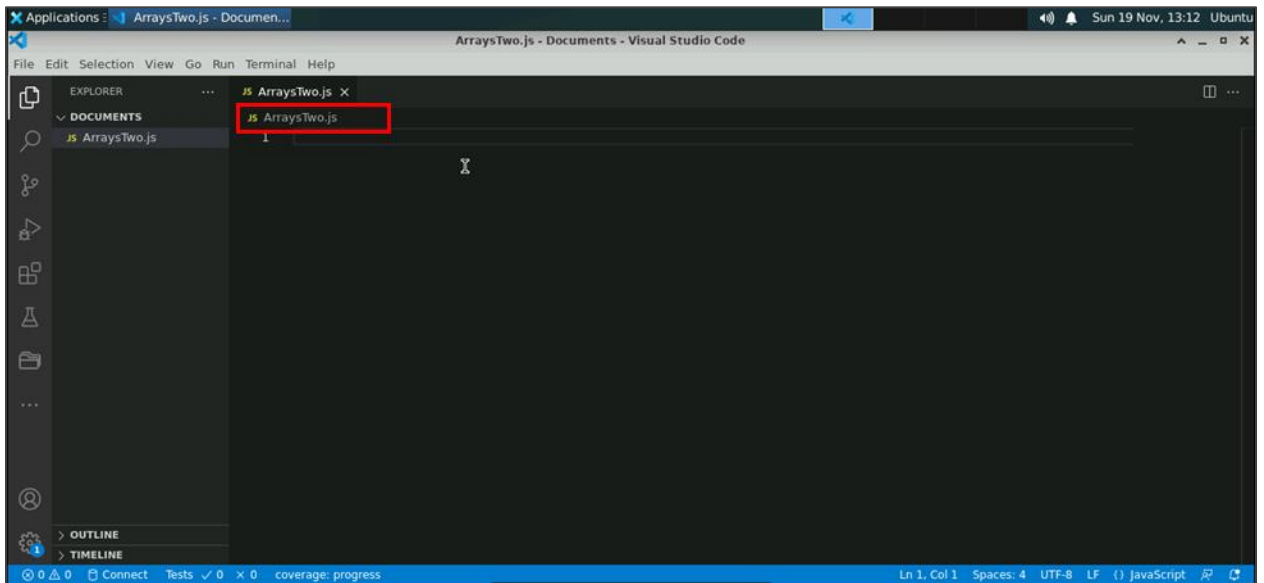 Applications : ArraysTwo.js - Documen... Sun 19 Nov, 13:12 Ubuntu
ArraysTwo.js - Documents - Visual Studio Code
File Edit Selection View Go Run Terminal Help
EXPLORER ... JS ArraysTwo.js
DOCUMENTS JS ArraysTwo.js
JS ArraysTwo.js 1
OUTLINE
1
TIMELINE
0 0 Connect Tests ✓ 0 × 0 coverage: progress Ln 1, Col 1 Spaces: 4 UTF-8 LF {} JavaScript